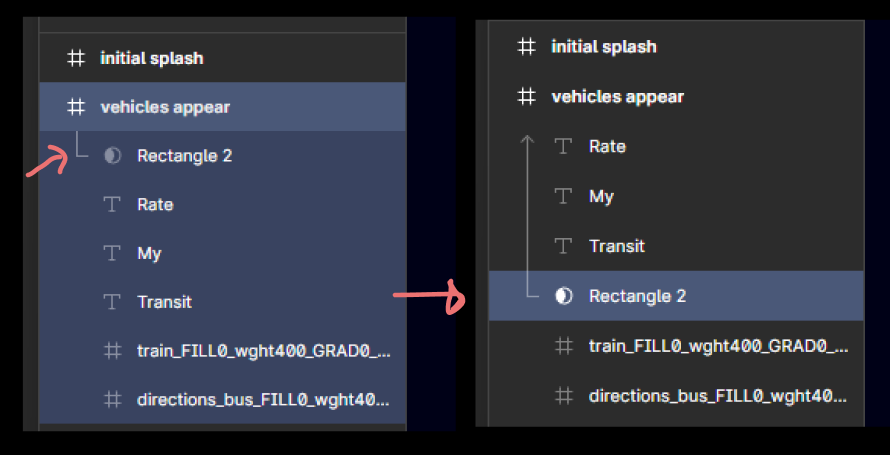 initial splash
vehicles appear
Rectangle 2
Rate
My
Transit
train_FILL0_wght400_GRAD0_...
directions_bus_FILL0_wght40...
initial splash
vehicles appear
Rate
My
Transit
Rectangle 2
train_FILL0_wght400_GRAD0_...
directions_bus_FILL0_wght40...